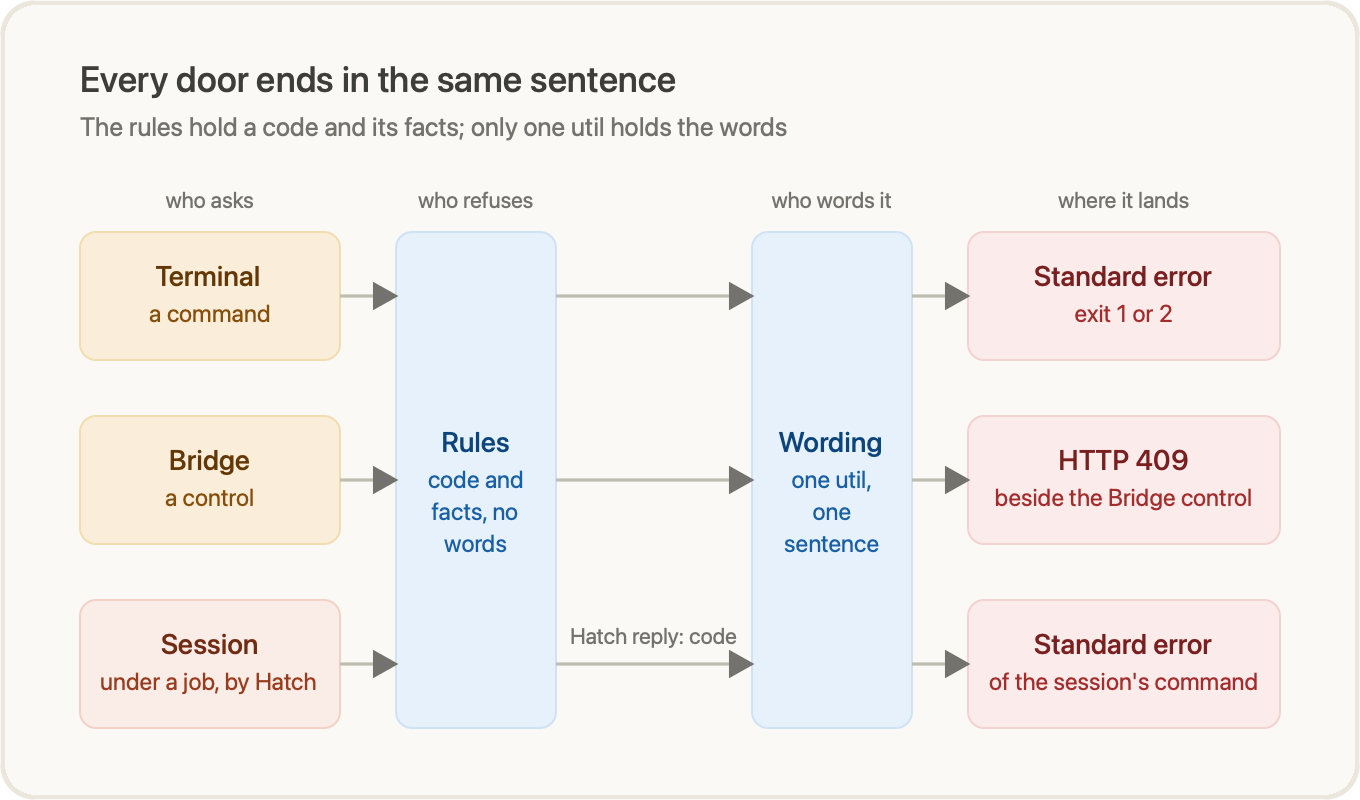 Every door ends in the same sentence
The rules hold a code and its facts; only one util holds the words
who asks
who refuses
who words it
where it lands
Terminal
a command
Standard error
exit 1 or 2
Bridge
a control
Rules
code and
facts, no
words
Wording
one util,
one
sentence
HTTP 409
beside the Bridge control
Session
under a job, by Hatch
Hatch reply: code
Standard error
of the session's command